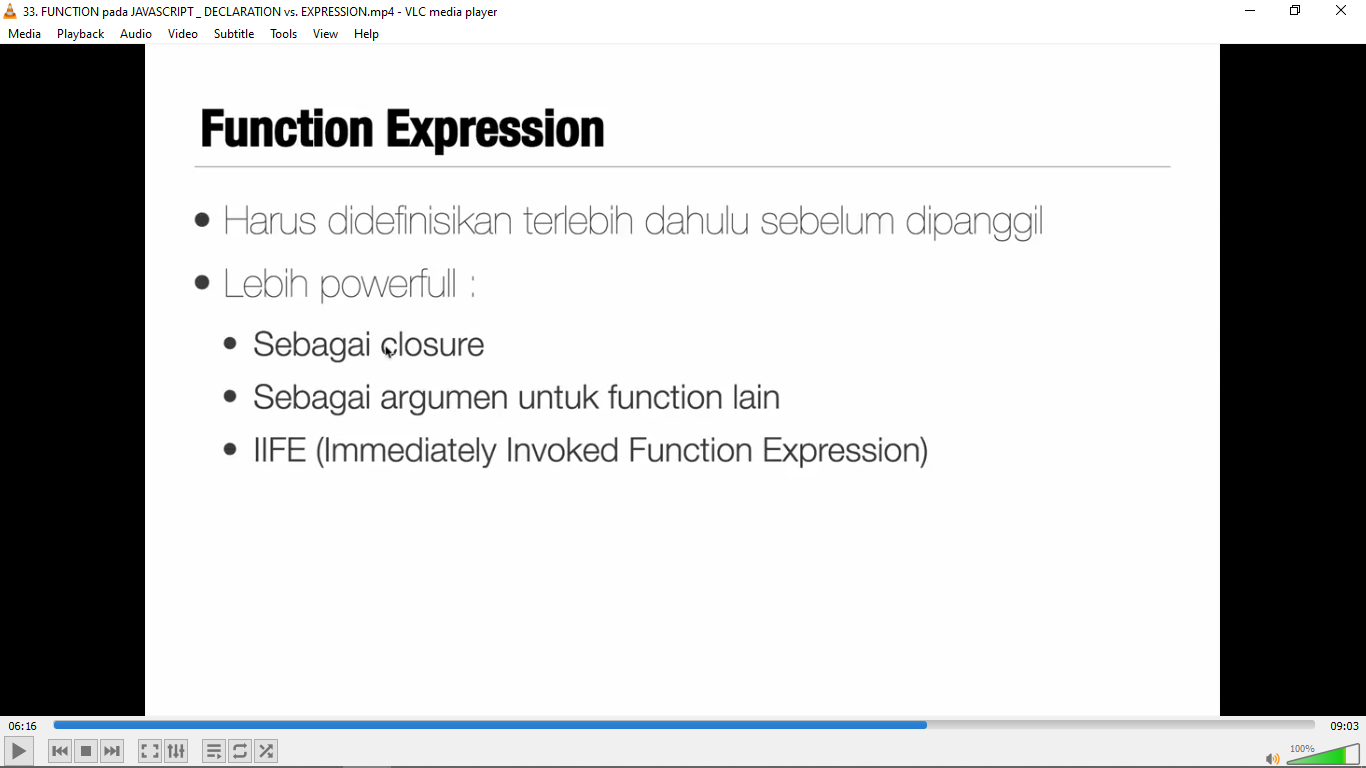 33. FUNCTION pada JAVASCRIPT _ DECLARATION vs. EXPRESSION.mp4 - VLC media player
Media Playback Audio Video Subtitle Tools View Help
Function Expression
Harus didefinisikan terlebih dahulu sebelum dipanggil
Lebih powerfull :
Sebagai closure
Sebagai argumen untuk function lain
IIFE (Immediately Invoked Function Expression)
06:16 09:03
100%